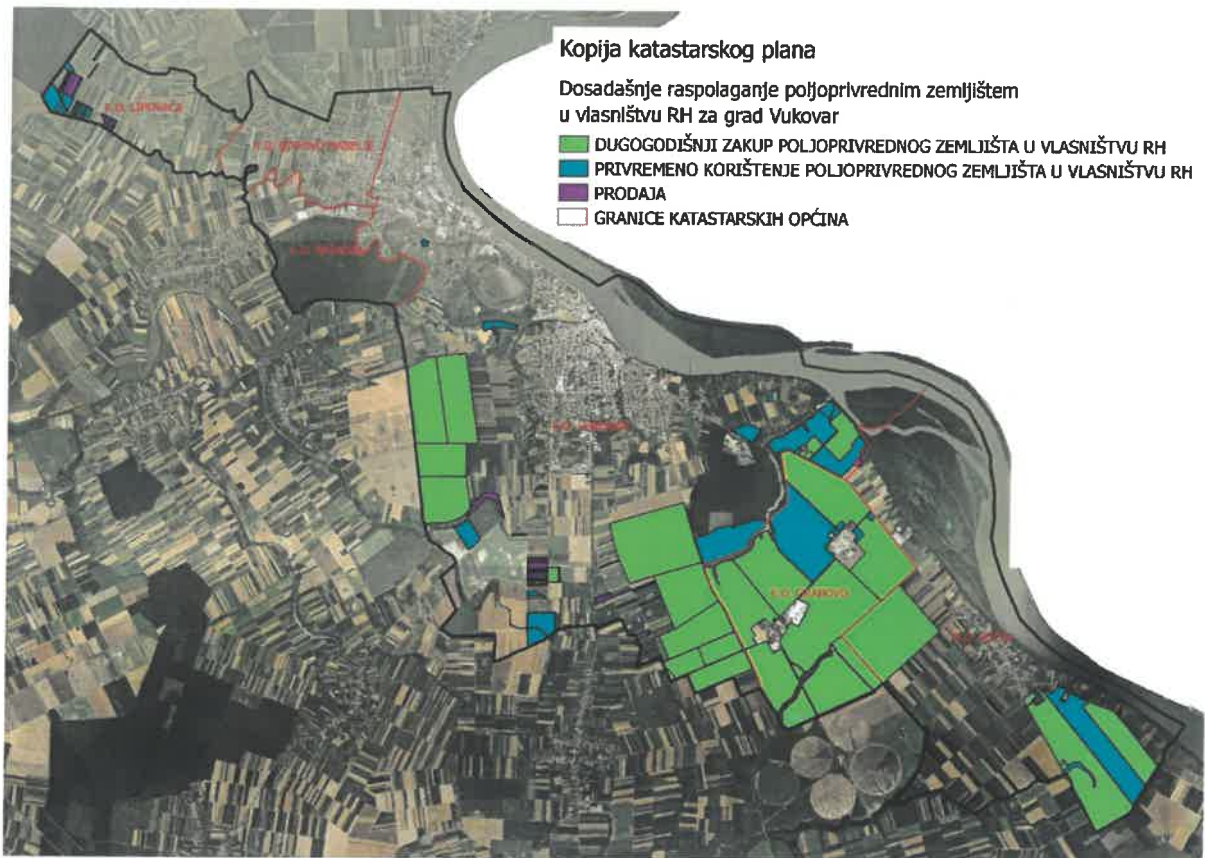 Kopija katastarskog plana
Dosadašnje raspolaganje poljoprivrednim zemljištem
u vlasništvu RH za grad Vukovar
DUGOGODIŠNJI ZAKUP POLJOPRIVREDNOG ZEMLJIŠTA U VLASNIŠTVU RH
PRIVREMENO KORIŠTENJE POLJOPRIVREDNOG ZEMLJIŠTA U VLASNIŠTVU RH
PRODAJA
GRANICE KATASTARSKIH OPĆINA
K.O. LIPOVAČA
K.O.
K.O.
K.O.
K.O. GRABOVO
K.O.